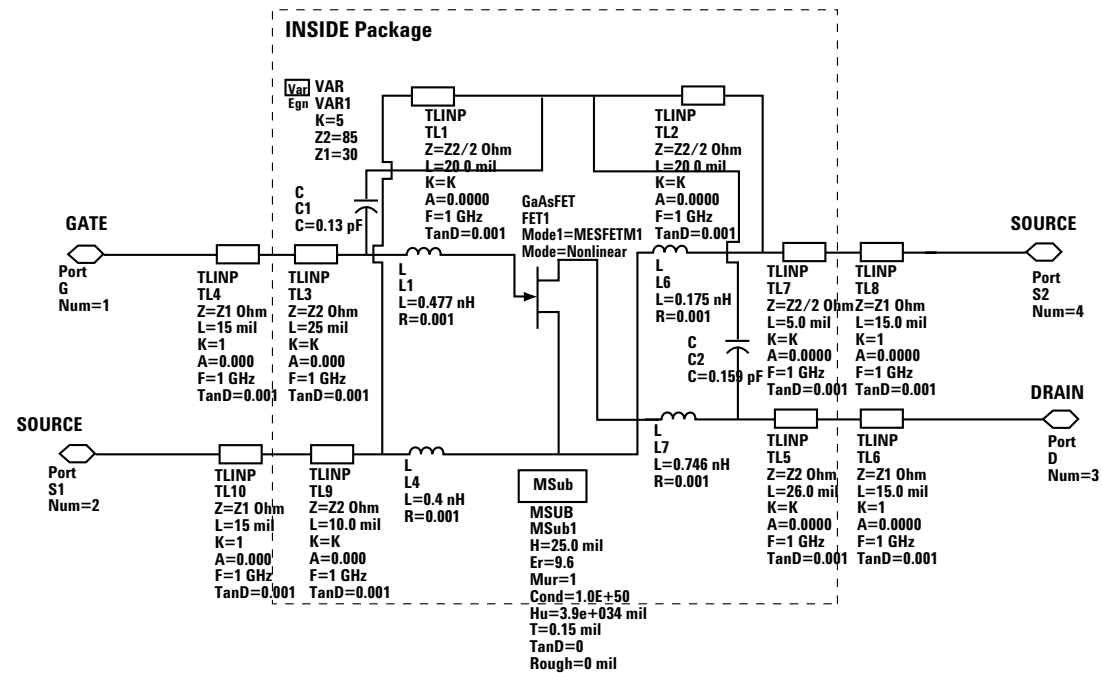 INSIDE Package
Var
Egn
VAR
VAR1
K=5
Z2=85
Z1=30
TLINP
TL1
Z=Z2/2 Ohm
L=20 0 mil
K=K
A=0.0000
F=1 GHz
TanD=0.001
TLINP
TL2
Z=Z2/2 Ohm
L=20 0 mil
K=K
A=0.0000
F=1 GHz
TanD=0.001
C
C1
C=0.13 pF
GaAsFET
FET1
Mode1=MESFETM1
Mode=Nonlinear
GATE
Port
G
Num=1
TLINP
TL4
Z=Z1 Ohm
L=15 mil
K=1
A=0.000
F=1 GHz
TanD=0.001
TLINP
TL3
Z=Z2 Ohm
L=25 mil
K=K
A=0.000
F=1 GHz
TanD=0.001
L
L1
L=0.477 nH
R=0.001
L
L6
L=0.175 nH
R=0.001
C
C2
C=0.159 pF
TLINP
TL7
Z=Z2/2 Ohm
L=5.0 mil
K=K
A=0.0000
F=1 GHz
TanD=0.001
TLINP
TL8
Z=Z1 Ohm
L=15.0 mil
K=1
A=0.0000
F=1 GHz
TanD=0.001
SOURCE
Port
S2
Num=4
SOURCE
Port
S1
Num=2
TLINP
TL10
Z=Z1 Ohm
L=15 mil
K=1
A=0.000
F=1 GHz
TanD=0.001
TLINP
TL9
Z=Z2 Ohm
L=10.0 mil
K=K
A=0.000
F=1 GHz
TanD=0.001
L
L4
L=0.4 nH
R=0.001
MSub
MSUB
MSub1
H=25.0 mil
Er=9.6
Mur=1
Cond=1.0E+50
Hu=3.9e+034 mil
T=0.15 mil
TanD=0
Rough=0 mil
L
L7
L=0.746 nH
R=0.001
TLINP
TL5
Z=Z2 Ohm
L=26.0 mil
K=K
A=0.0000
F=1 GHz
TanD=0.001
TLINP
TL6
Z=Z1 Ohm
L=15.0 mil
K=1
A=0.0000
F=1 GHz
TanD=0.001
DRAIN
Port
D
Num=3